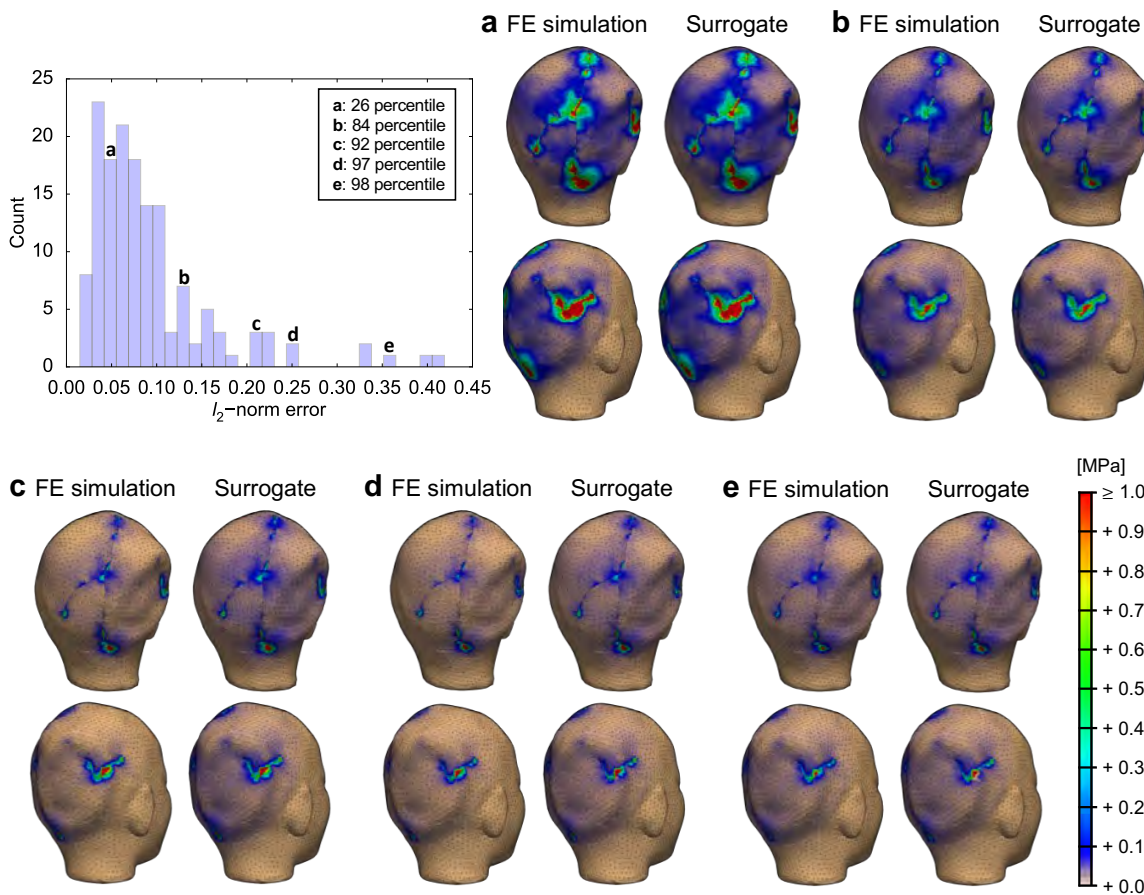 a FE simulation Surrogate
b FE simulation Surrogate
25
20
15
10
5
0
Count
a: 26 percentile
b: 84 percentile
c: 92 percentile
d: 97 percentile
e: 98 percentile
a
b
c
d
e
0.00 0.05 0.10 0.15 0.20 0.25 0.30 0.35 0.40 0.45
l2−norm error
c FE simulation Surrogate
d FE simulation Surrogate
e FE simulation Surrogate
[MPa]
≥ 1.0
+ 0.9
+ 0.8
+ 0.7
+ 0.6
+ 0.5
+ 0.4
+ 0.3
+ 0.2
+ 0.1
+ 0.0